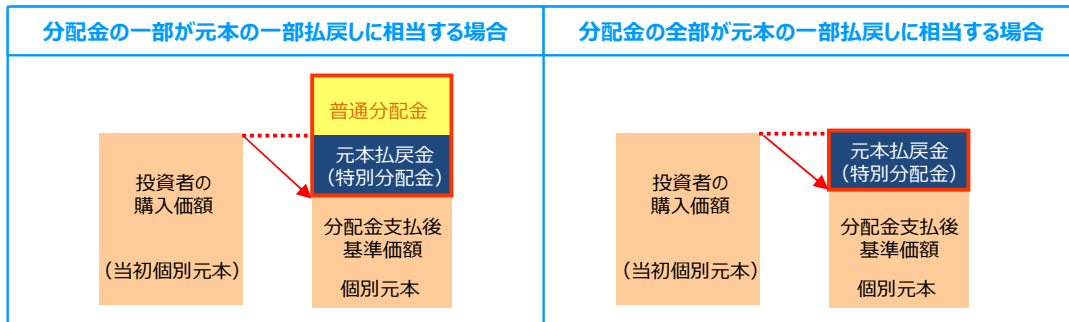 分配金の一部が元本の一部払戻しに相当する場合
分配金の全部が元本の一部払戻しに相当する場合
普通分配金
元本払戻金
（特別分配金）
投資者の
購入価額
（当初個別元本）
分配金支払後
基準価額
個別元本
元本払戻金
（特別分配金）
投資者の
購入価額
（当初個別元本）
分配金支払後
基準価額
個別元本